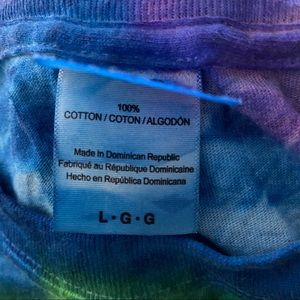 100%
COTTON / COTON / ALGODÓN
Made in Dominican Republic
Fabriqué au République Dominicaine
Hecho en República Dominicana
L • G • G